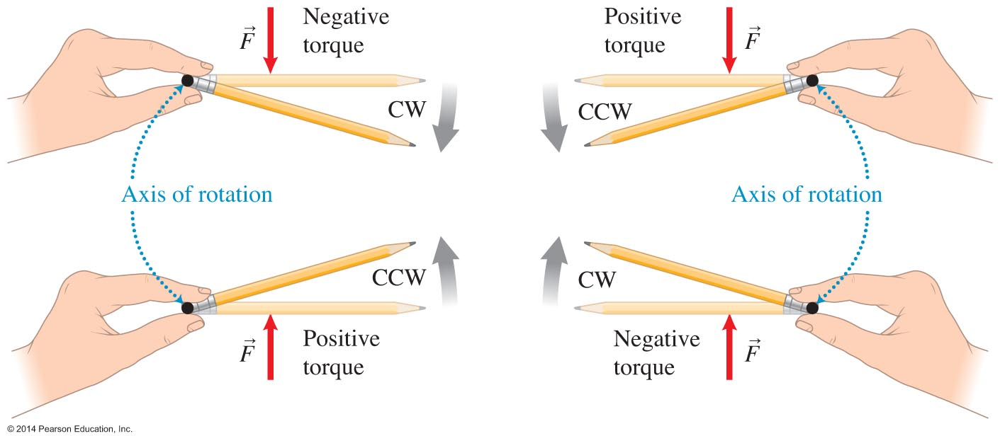 Negative
torque
F⃗
CW
Positive
torque
F⃗
CCW
Axis of rotation
Axis of rotation
CCW
F⃗
Positive
torque
CW
Negative
torque
F⃗
© 2014 Pearson Education, Inc.